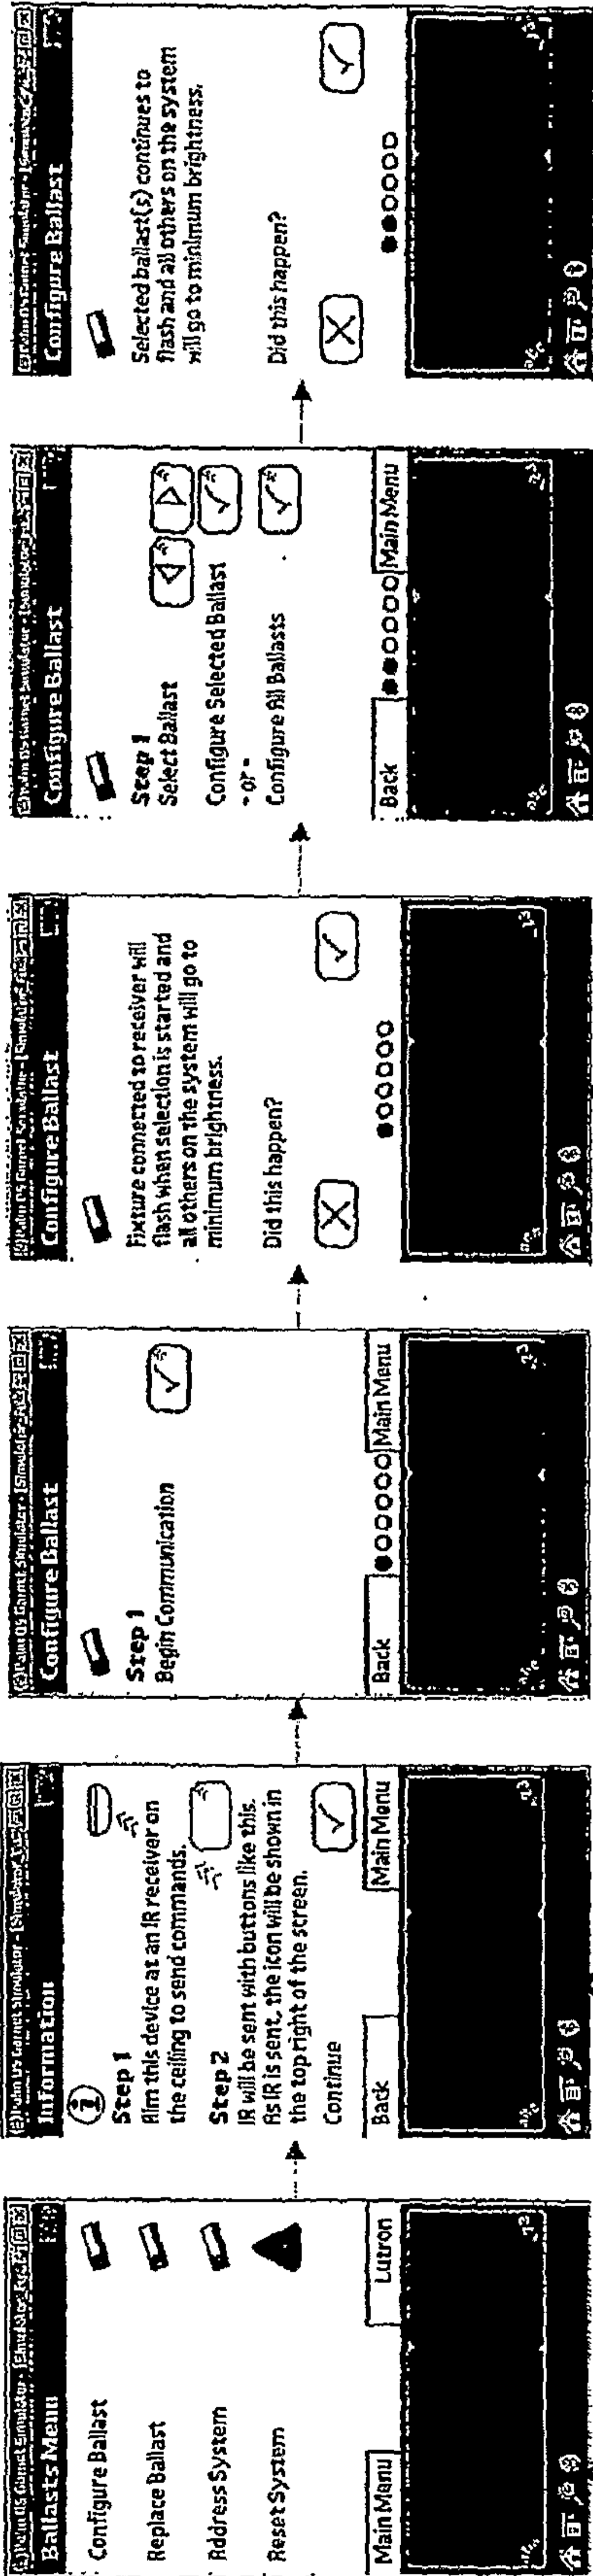 Ballasts Menu
Configure Ballast
Replace Ballast
Address System
Reset System
Main Menu
Lutron
Information
Step 1
Aim this device at an IR receiver on
the ceiling to send commands.
Step 2
IR will be sent with buttons like this.
As IR is sent, the icon will be shown in
the top right of the screen.
Continue
Back
Main Menu
Configure Ballast
Step 1
Begin Communication
Back
Main Menu
Configure Ballast
Fixture connected to receiver will
flash when selection is started and
all others on the system will go to
minimum brightness.
Did this happen?
Configure Ballast
Step 1
Select Ballast
Configure Selected Ballast
- or -
Configure All Ballasts
Back
Main Menu
Configure Ballast
Selected ballast(s) continues to
flash and all others on the system
will go to minimum brightness.
Did this happen?